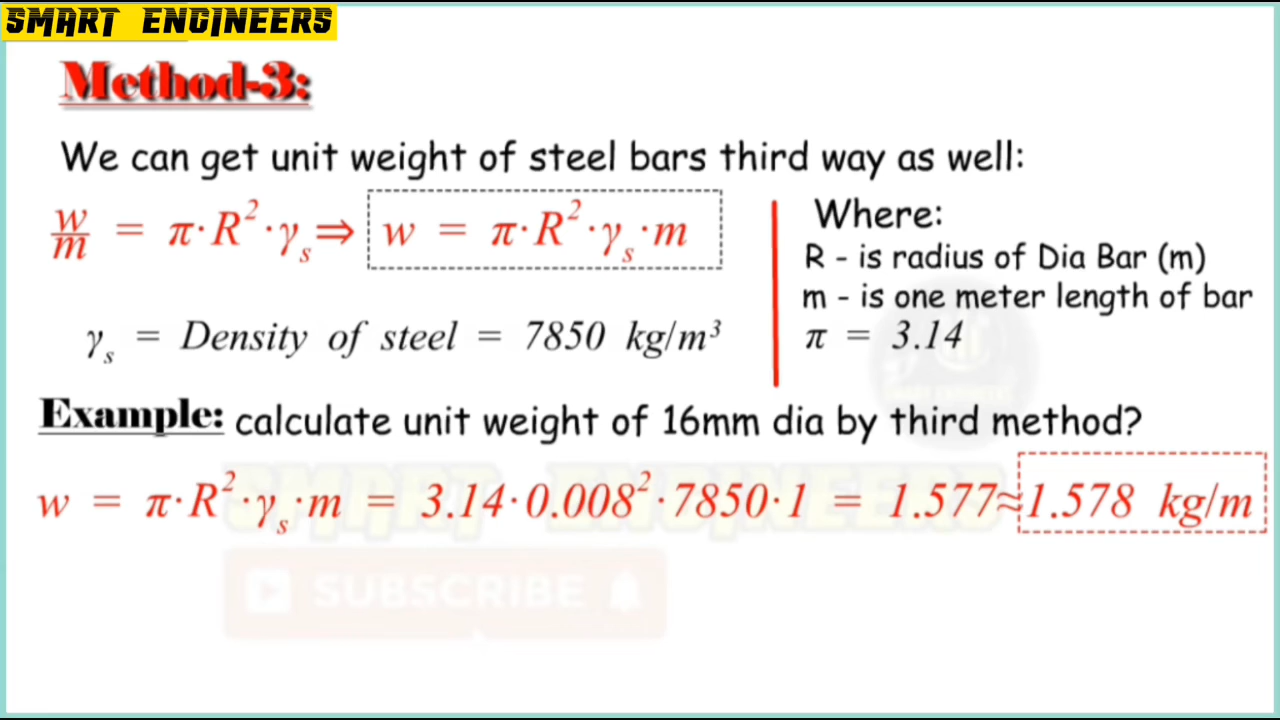 SMART ENGINEERS
Method-3:
We can get unit weight of steel bars third way as well:
w/m = π·R²·γₛ ⇒ w = π·R²·γₛ·m
Where:
R - is radius of Dia Bar (m)
m - is one meter length of bar
π = 3.14
γₛ = Density of steel = 7850 kg/m³
Example: calculate unit weight of 16mm dia by third method?
w = π·R²·γₛ·m = 3.14·0.008²·7850·1 = 1.577≈1.578 kg/m
SMART ENGINEERS
SUBSCRIBE